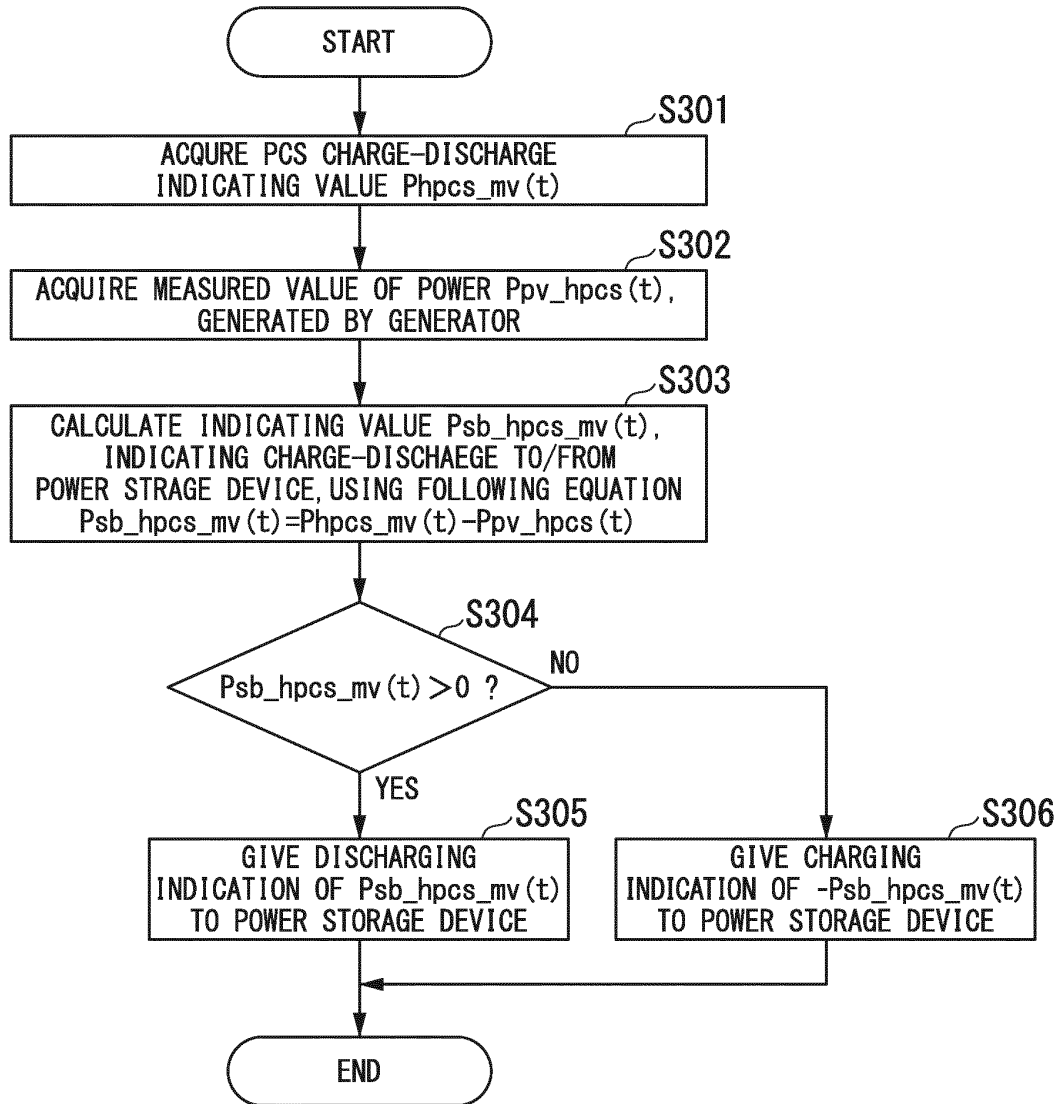 START
S301
ACQURE PCS CHARGE-DISCHARGE
INDICATING VALUE Phpcs_mv(t)
S302
ACQUIRE MEASURED VALUE OF POWER Ppv_hpcs(t),
GENERATED BY GENERATOR
S303
CALCULATE INDICATING VALUE Psb_hpcs_mv(t),
INDICATING CHARGE-DISCHAEGE TO/FROM
POWER STRAGE DEVICE, USING FOLLOWING EQUATION
Psb_hpcs_mv(t)=Phpcs_mv(t)-Ppv_hpcs(t)
S304
Psb_hpcs_mv(t)>0 ?
NO
YES
S305
GIVE DISCHARGING
INDICATION OF Psb_hpcs_mv(t)
TO POWER STORAGE DEVICE
S306
GIVE CHARGING
INDICATION OF -Psb_hpcs_mv(t)
TO POWER STORAGE DEVICE
END